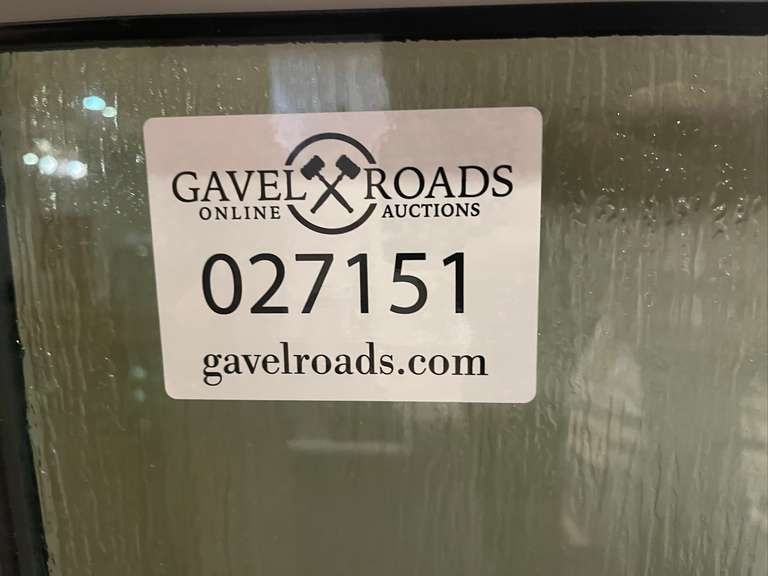 GAVEL ROADS
ONLINE AUCTIONS
027151
gavelroads.com